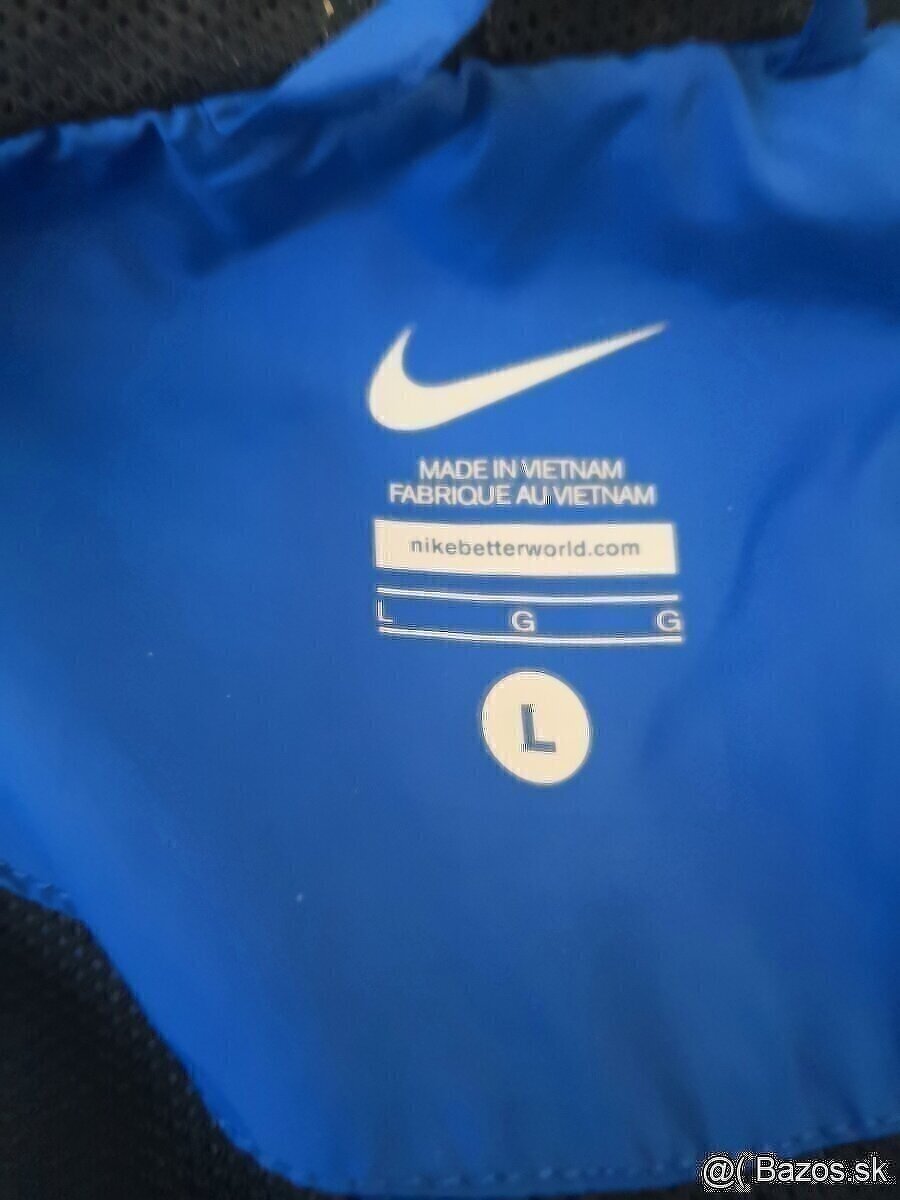 MADE IN VIETNAM
FABRIQUE AU VIETNAM
nikebetterworld.com
L G G
L
@( Bazos.sk